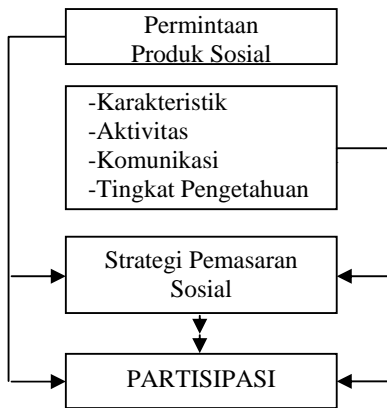 Permintaan
Produk Sosial
-Karakteristik
-Aktivitas
-Komunikasi
-Tingkat Pengetahuan
Strategi Pemasaran
Sosial
PARTISIPASI